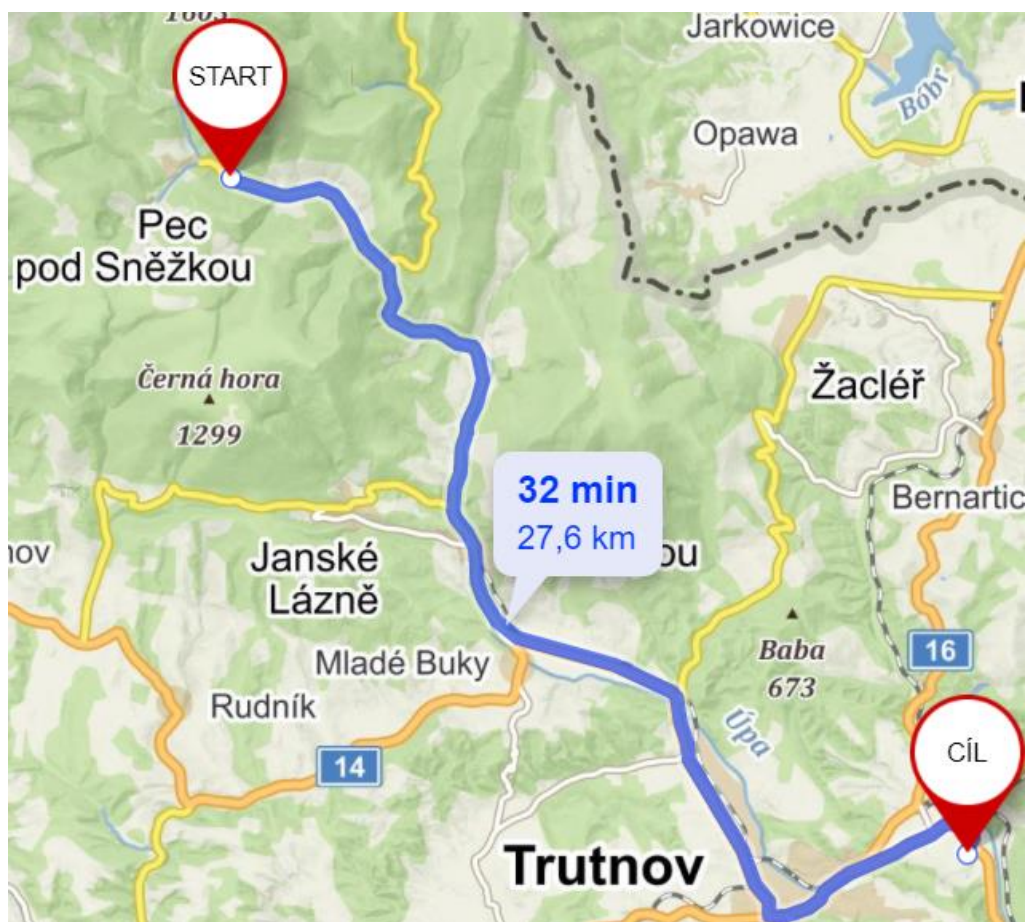 Jarkowice
START
Bóbr
Opawa
Pec
pod Sněžkou
Černá hora
1299
Žacléř
32 min
27,6 km
Bernartic
nov
ou
Janské
Lázně
Baba
673
16
Mladé Buky
Rudník
Úpa
14
CÍL
Trutnov